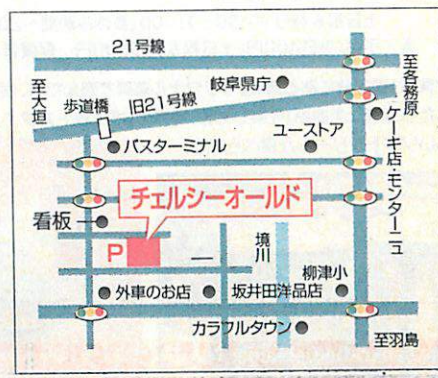 21号線
至各務原
岐阜県庁
至大垣
歩道橋
旧21号線
ケーキ店・モンターニュ
バスターミナル
ユーストア
チェルシーオールド
看板
P
境川
柳津小
外車のお店
坂井田洋品店
カラフルタウン
至羽島